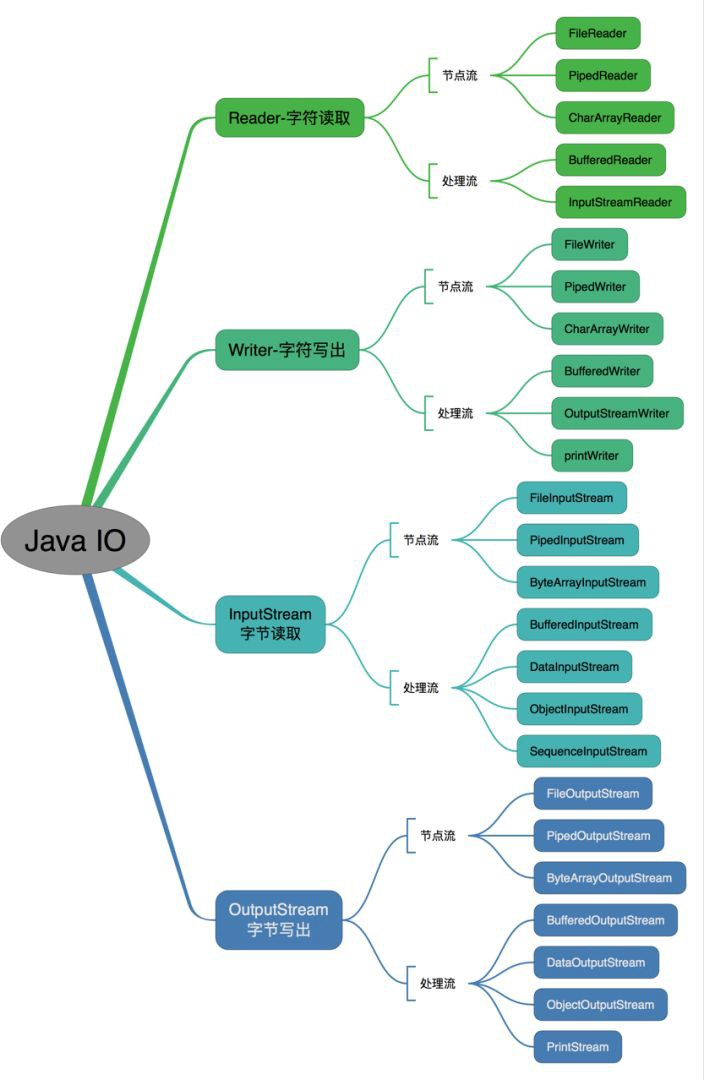 Java IO
Reader-字符读取
节点流
FileReader
PipedReader
CharArrayReader
处理流
BufferedReader
InputStreamReader
Writer-字符写出
节点流
FileWriter
PipedWriter
CharArrayWriter
处理流
BufferedWriter
OutputStreamWriter
printWriter
InputStream
字节读取
节点流
FileInputStream
PipedInputStream
ByteArrayInputStream
处理流
BufferedInputStream
DataInputStream
ObjectInputStream
SequenceInputStream
OutputStream
字节写出
节点流
FileOutputStream
PipedOutputStream
ByteArrayOutputStream
处理流
BufferedOutputStream
DataOutputStream
ObjectOutputStream
PrintStream